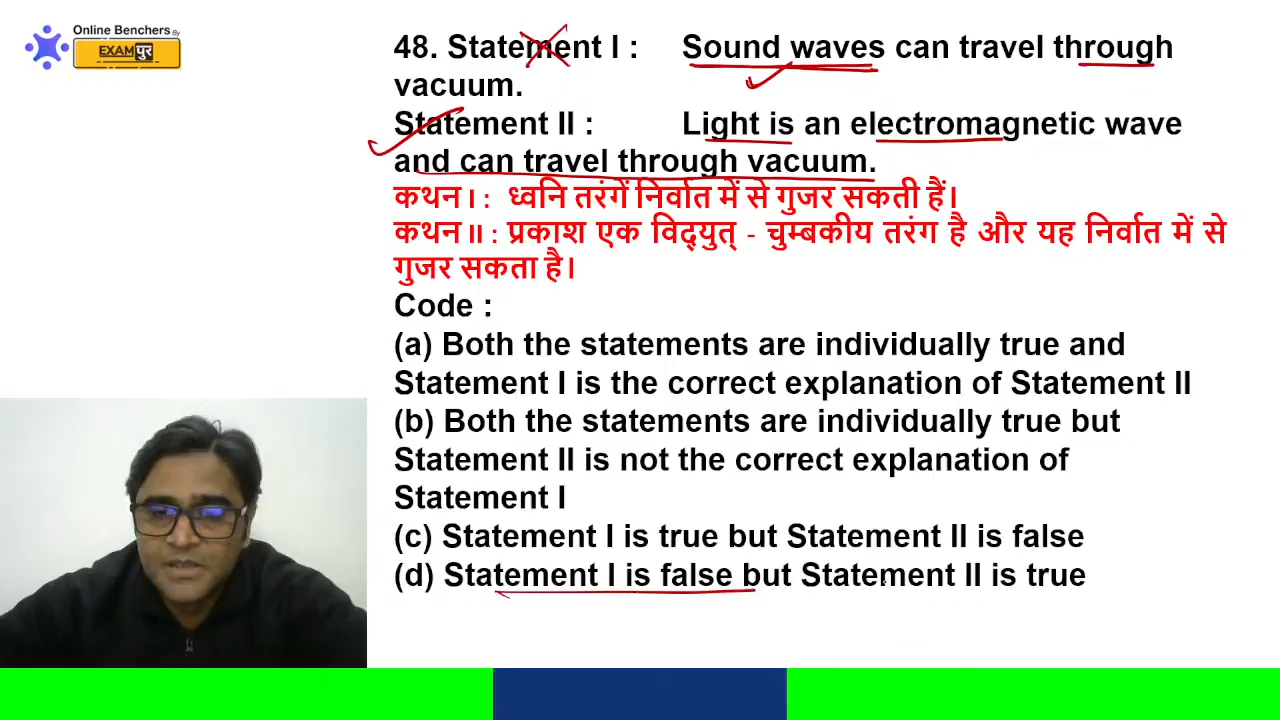 Online Benchers By
EXAMপুর
48. Statement I : Sound waves can travel through
vacuum.
Statement II : Light is an electromagnetic wave
and can travel through vacuum.
कथन I : ध्वनि तरंगें निर्वात में से गुजर सकती हैं।
कथन II : प्रकाश एक विद्युत् - चुम्बकीय तरंग है और यह निर्वात में से
गुजर सकता है।
Code :
(a) Both the statements are individually true and
Statement I is the correct explanation of Statement II
(b) Both the statements are individually true but
Statement II is not the correct explanation of
Statement I
(c) Statement I is true but Statement II is false
(d) Statement I is false but Statement II is true